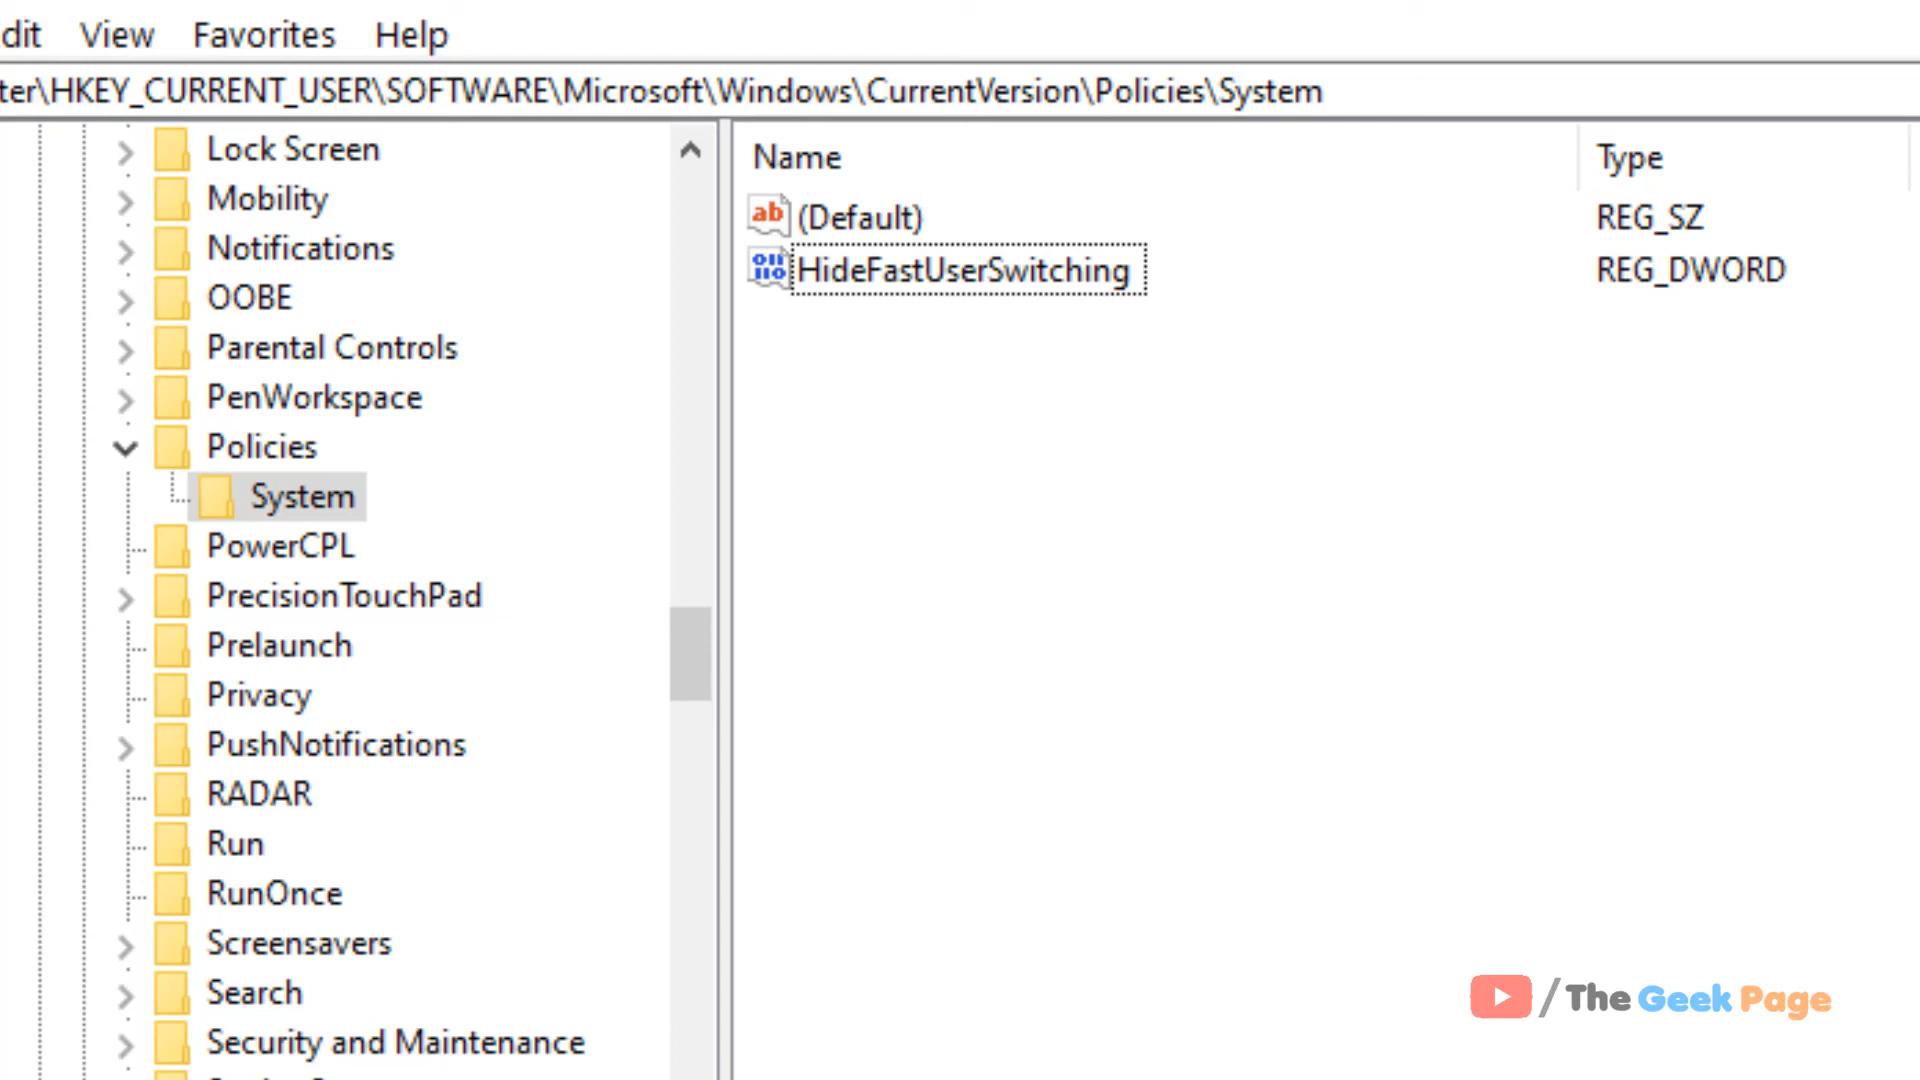 dit View Favorites Help
ter\HKEY_CURRENT_USER\SOFTWARE\Microsoft\Windows\CurrentVersion\Policies\System
Lock Screen
Mobility
Notifications
OOBE
Parental Controls
PenWorkspace
Policies
System
PowerCPL
PrecisionTouchPad
Prelaunch
Privacy
PushNotifications
RADAR
Run
RunOnce
Screensavers
Search
Security and Maintenance
Name Type
ab (Default) REG_SZ
HideFastUserSwitching REG_DWORD
/The Geek Page